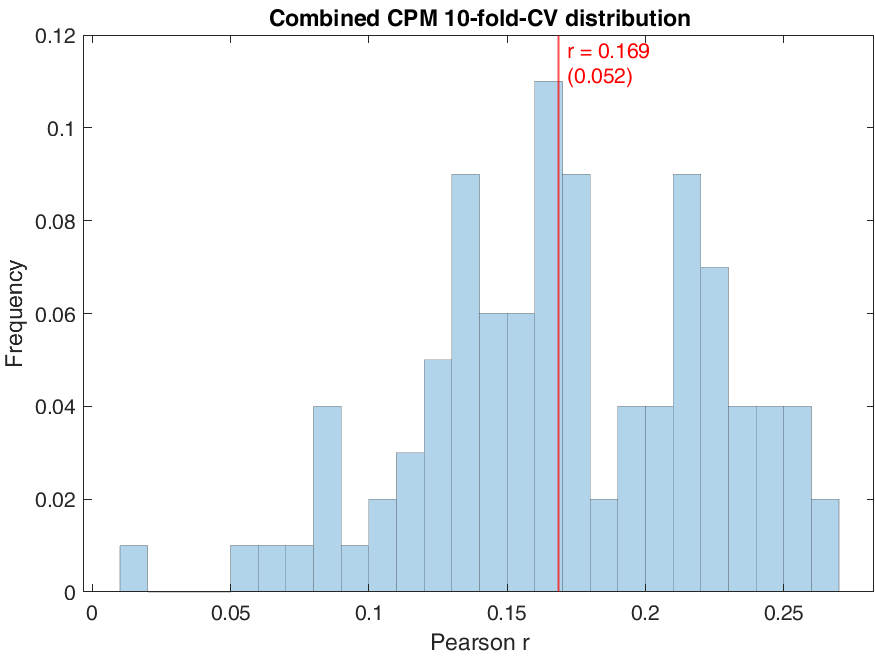 Combined CPM 10-fold-CV distribution
r = 0.169
(0.052)
0.12
0.1
0.08
0.06
0.04
0.02
0
Frequency
0 0.05 0.1 0.15 0.2 0.25
Pearson r